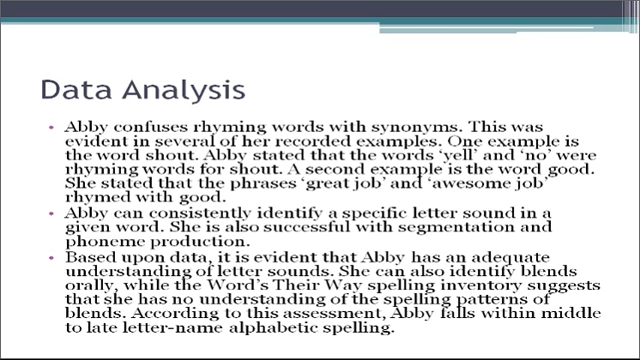 Data Analysis
• Abby confuses rhyming words with synonyms. This was
evident in several of her recorded examples. One example is
the word shout. Abby stated that the words ‘yell’ and ‘no’ were
rhyming words for shout. A second example is the word good.
She stated that the phrases ‘great job’ and ‘awesome job’
rhymed with good.
• Abby can consistently identify a specific letter sound in a
given word. She is also successful with segmentation and
phoneme production.
• Based upon data, it is evident that Abby has an adequate
understanding of letter sounds. She can also identify blends
orally, while the Word’s Their Way spelling inventory suggests
that she has no understanding of the spelling patterns of
blends. According to this assessment, Abby falls within middle
to late letter-name alphabetic spelling.